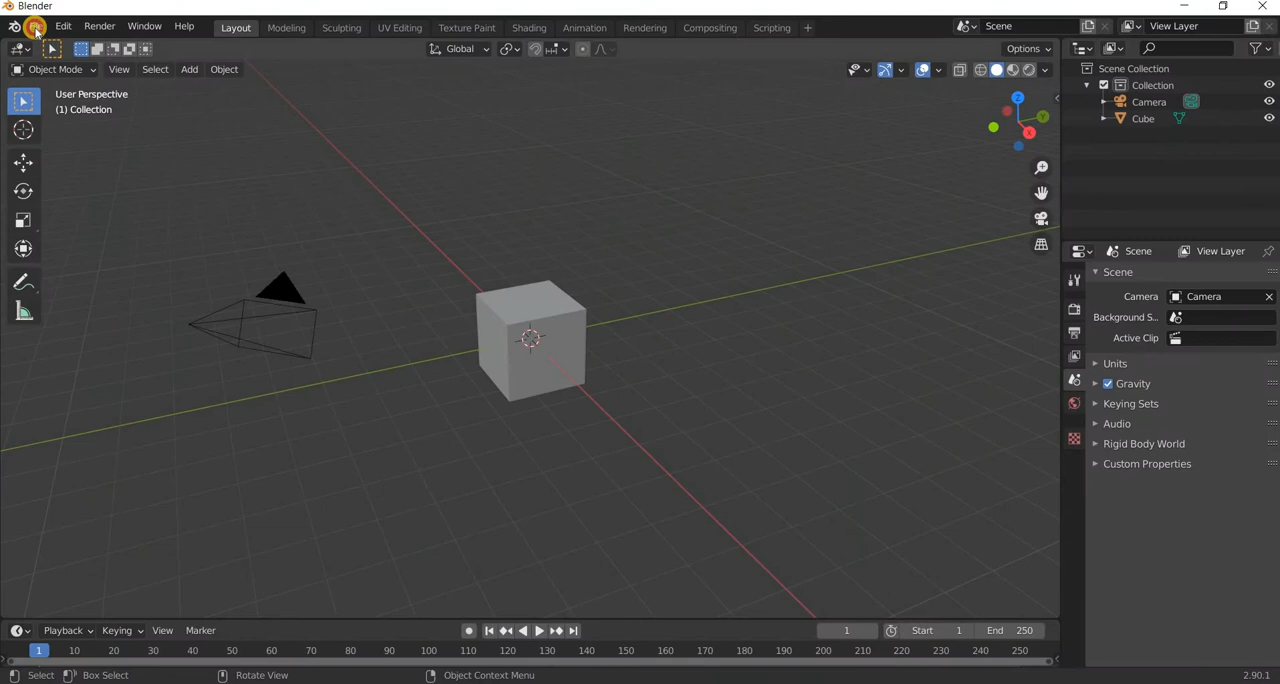 Blender
Edit Render Window Help Layout Modeling Sculpting UV Editing Texture Paint Shading Animation Rendering Compositing Scripting + Scene View Layer
Global Options
Object Mode View Select Add Object
User Perspective
(1) Collection
Z
Y
X
Scene Collection
Collection
Camera
Cube
Scene View Layer
Scene
Camera Camera
Background S...
Active Clip
Units
Gravity
Keying Sets
Audio
Rigid Body World
Custom Properties
Playback Keying View Marker 1 Start 1 End 250
1 10 20 30 40 50 60 70 80 90 100 110 120 130 140 150 160 170 180 190 200 210 220 230 240 250
Select Box Select Rotate View Object Context Menu 2.90.1